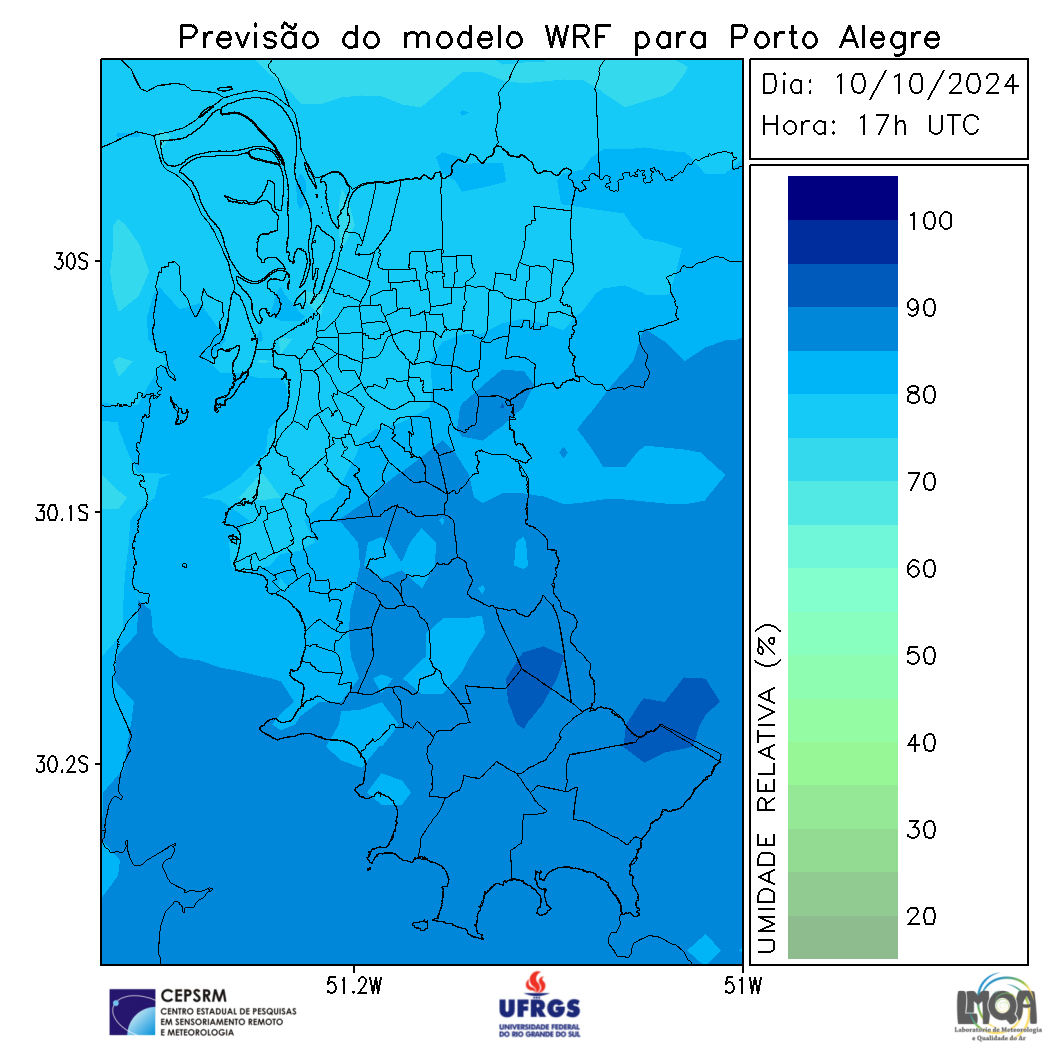 Previsão do modelo WRF para Porto Alegre
Dia: 10/10/2024
Hora: 17h UTC
30S
30.1S
30.2S
51.2W
51W
UMIDADE RELATIVA (%)
100
90
80
70
60
50
40
30
20
CEPSRM
CENTRO ESTADUAL DE PESQUISAS
EM SENSORIAMENTO REMOTO
E METEOROLOGIA
UFRGS
UNIVERSIDADE FEDERAL
DO RIO GRANDE DO SUL
LMQA
Laboratório de Meteorologia
e Qualidade do Ar